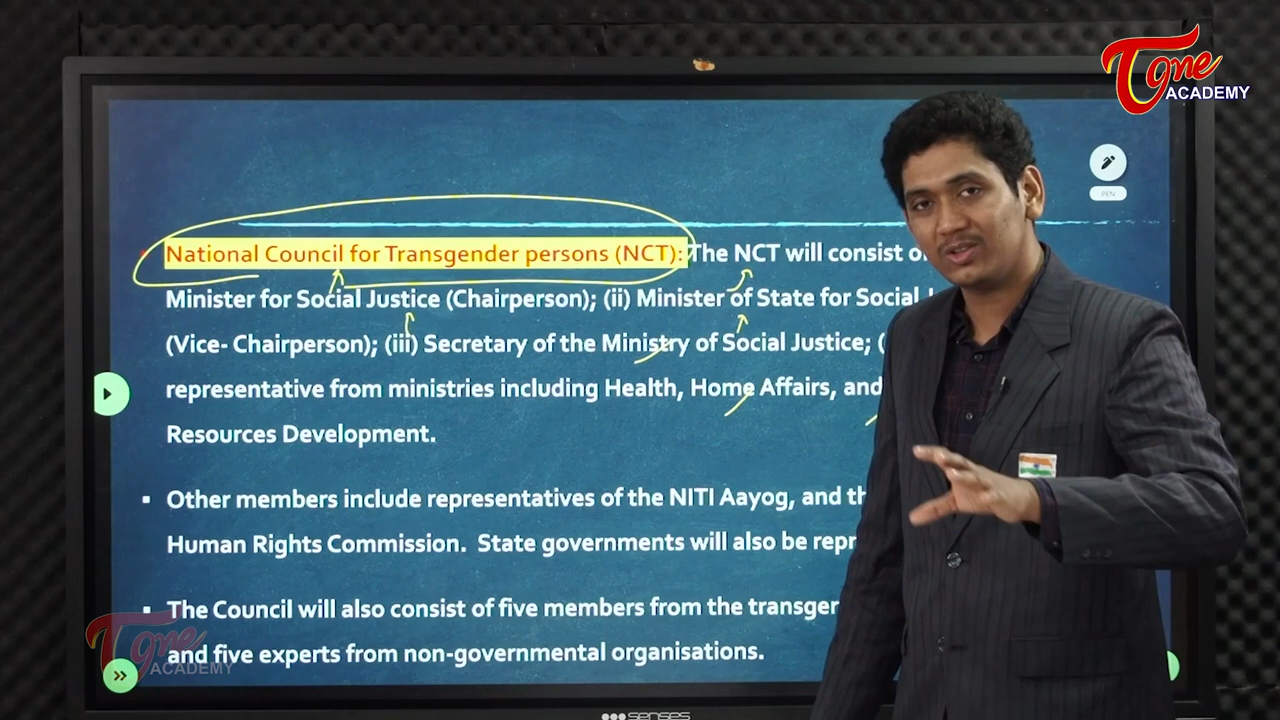 Tone
ACADEMY
PEN
National Council for Transgender persons (NCT): The NCT will consist
Minister for Social Justice (Chairperson); (ii) Minister of State for Social
(Vice- Chairperson); (iii) Secretary of the Ministry of Social Justice;
representative from ministries including Health, Home Affairs, and
Resources Development.
▪ Other members include representatives of the NITI Aayog, and
Human Rights Commission. State governments will also be
▪ The Council will also consist of five members from the
and five experts from non-governmental organisations.
Tone
ACADEMY
senses